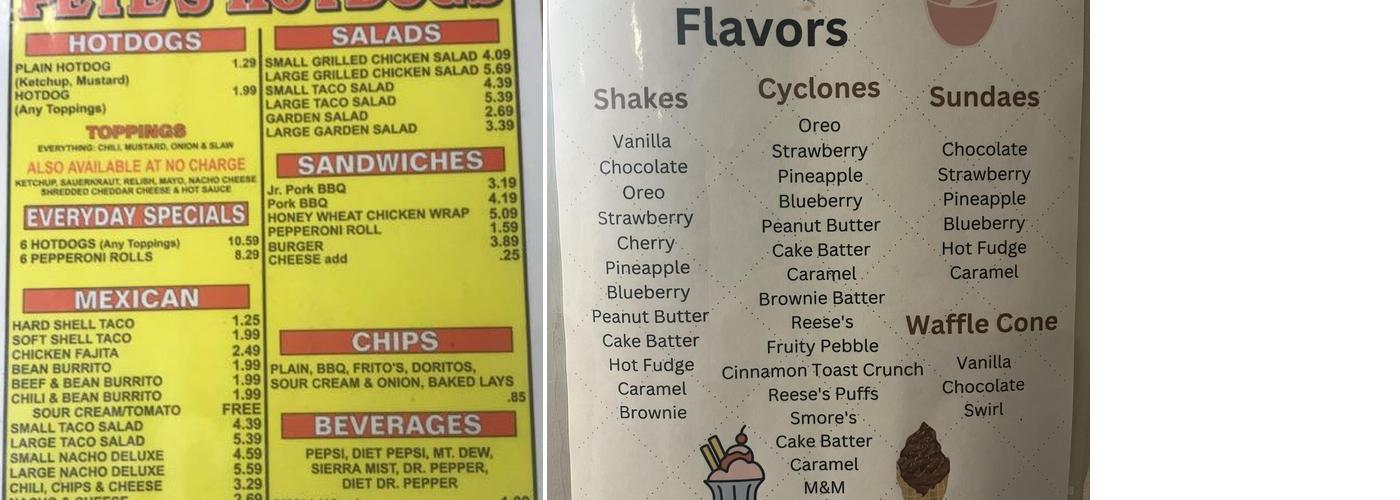 PETE'S HOTDOGS
HOTDOGS
PLAIN HOTDOG 1.29
(Ketchup, Mustard)
HOTDOG 1.99
(Any Toppings)
TOPPINGS
EVERYTHING: CHILI, MUSTARD, ONION & SLAW
ALSO AVAILABLE AT NO CHARGE
KETCHUP, SAUERKRAUT, RELISH, MAYO, NACHO CHEESE
SHREDDED CHEDDAR CHEESE & HOT SAUCE
EVERYDAY SPECIALS
6 HOTDOGS (Any Toppings) 10.59
6 PEPPERONI ROLLS 8.29
MEXICAN
HARD SHELL TACO 1.25
SOFT SHELL TACO 1.99
CHICKEN FAJITA 2.49
BEAN BURRITO 1.99
BEEF & BEAN BURRITO 1.99
CHILI & BEAN BURRITO 1.99
SOUR CREAM/TOMATO FREE
SMALL TACO SALAD 4.39
LARGE TACO SALAD 5.39
SMALL NACHO DELUXE 4.59
LARGE NACHO DELUXE 5.59
CHILI, CHIPS & CHEESE 3.29
NACHO & CHEESE 2.69
SALADS
SMALL GRILLED CHICKEN SALAD 4.09
LARGE GRILLED CHICKEN SALAD 5.69
SMALL TACO SALAD 4.39
LARGE TACO SALAD 5.39
GARDEN SALAD 2.69
LARGE GARDEN SALAD 3.39
SANDWICHES
Jr. Pork BBQ 3.19
Pork BBQ 4.19
HONEY WHEAT CHICKEN WRAP 5.09
PEPPERONI ROLL 1.59
BURGER 3.89
CHEESE add .25
CHIPS
PLAIN, BBQ, FRITO'S, DORITOS,
SOUR CREAM & ONION, BAKED LAYS
.85
BEVERAGES
PEPSI, DIET PEPSI, MT. DEW,
SIERRA MIST, DR. PEPPER,
DIET DR. PEPPER
Flavors
Shakes
Vanilla
Chocolate
Oreo
Strawberry
Cherry
Pineapple
Blueberry
Peanut Butter
Cake Batter
Hot Fudge
Caramel
Brownie
Cyclones
Oreo
Strawberry
Pineapple
Blueberry
Peanut Butter
Cake Batter
Caramel
Brownie Batter
Reese's
Fruity Pebble
Cinnamon Toast Crunch
Reese's Puffs
Smore's
Cake Batter
Caramel
M&M
Sundaes
Chocolate
Strawberry
Pineapple
Blueberry
Hot Fudge
Caramel
Waffle Cone
Vanilla
Chocolate
Swirl